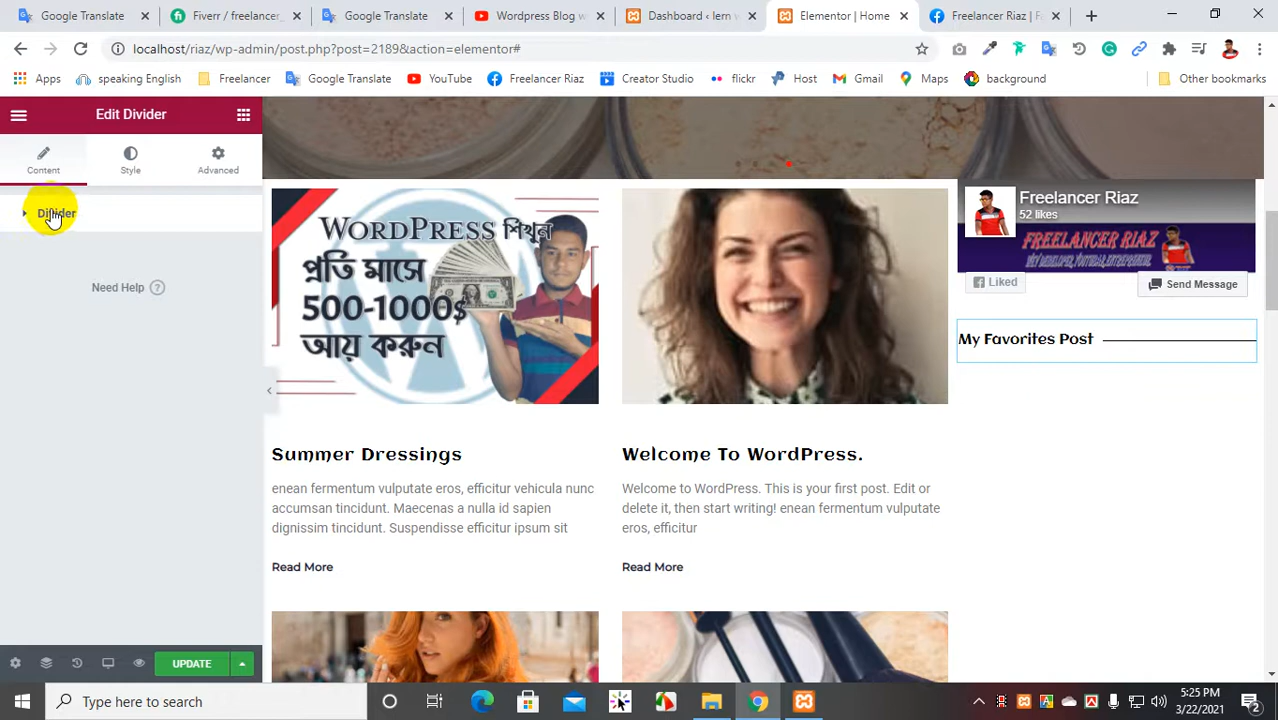 Google Translate
Fiverr / freelancer_
Google Translate
Wordpress Blog w
Dashboard ‹ lern w
Elementor | Home
Freelancer Riaz | Fa
localhost/riaz/wp-admin/post.php?post=2189&action=elementor#
Apps
speaking English
Freelancer
Google Translate
YouTube
Freelancer Riaz
Creator Studio
flickr
Host
Gmail
Maps
background
Other bookmarks
Edit Divider
Content
Style
Advanced
Divider
Need Help
UPDATE
WORDPRESS শিখুন
প্রতি মাসে
500-1000$
আয় করুন
Freelancer Riaz
52 likes
FREELANCER RIAZ
Liked
Send Message
My Favorites Post
Summer Dressings
enean fermentum vulputate eros, efficitur vehicula nunc
accumsan tincidunt. Maecenas a nulla id sapien
dignissim tincidunt. Suspendisse efficitur ipsum sit
Read More
Welcome To WordPress.
Welcome to WordPress. This is your first post. Edit or
delete it, then start writing! enean fermentum vulputate
eros, efficitur
Read More
Type here to search
5:25 PM
3/22/2021
2